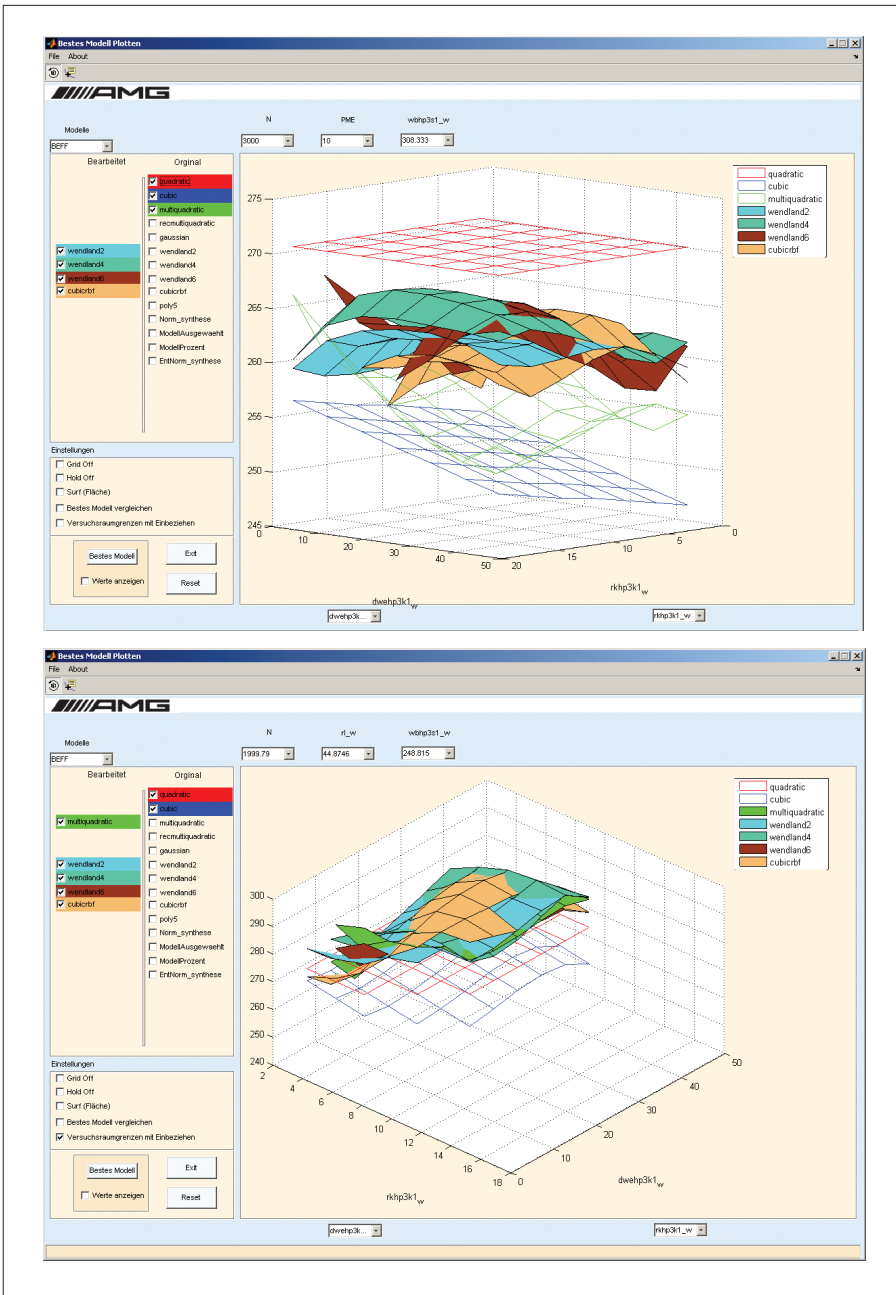 Bestes Modell Plotten
File About
AMG
N PME wbhp3s1_w
Modelle
BEFF 3000 10 308.333
Bearbeitet Orginal
quadratic
cubic
multiquadratic
recmultiquadratic
gaussian
wendland2 wendland2
wendland4 wendland4
wendland6 wendland6
cubicrbf cubicrbf
poly5
Norm_synthese
ModellAusgewaehlt
ModellProzent
EntNorm_synthese
Einstellungen
Grid Off
Hold Off
Surf (Fläche)
Bestes Modell vergleichen
Versuchsraumgrenzen mit Einbeziehen
Bestes Modell Exit
Werte anzeigen Reset
quadratic
cubic
multiquadratic
wendland2
wendland4
wendland6
cubicrbf
275
270
265
260
255
250
245
0 10 20 30 40 50
20 15 10 5 0
dwehp3k1w
rkhp3k1w
dwehp3k... rkhp3k1_w
Bestes Modell Plotten
File About
AMG
N rl_w wbhp3s1_w
Modelle
BEFF 1999.79 44.8746 248.815
Bearbeitet Orginal
quadratic
cubic
multiquadratic multiquadratic
recmultiquadratic
gaussian
wendland2 wendland2
wendland4 wendland4
wendland6 wendland6
cubicrbf cubicrbf
poly5
Norm_synthese
ModellAusgewaehlt
ModellProzent
EntNorm_synthese
Einstellungen
Grid Off
Hold Off
Surf (Fläche)
Bestes Modell vergleichen
Versuchsraumgrenzen mit Einbeziehen
Bestes Modell Exit
Werte anzeigen Reset
quadratic
cubic
multiquadratic
wendland2
wendland4
wendland6
cubicrbf
300
290
280
270
260
250
240
2 4 6 8 10 12 14 16 18
0 10 20 30 40 50
rkhp3k1w
dwehp3k1w
dwehp3k... rkhp3k1_w